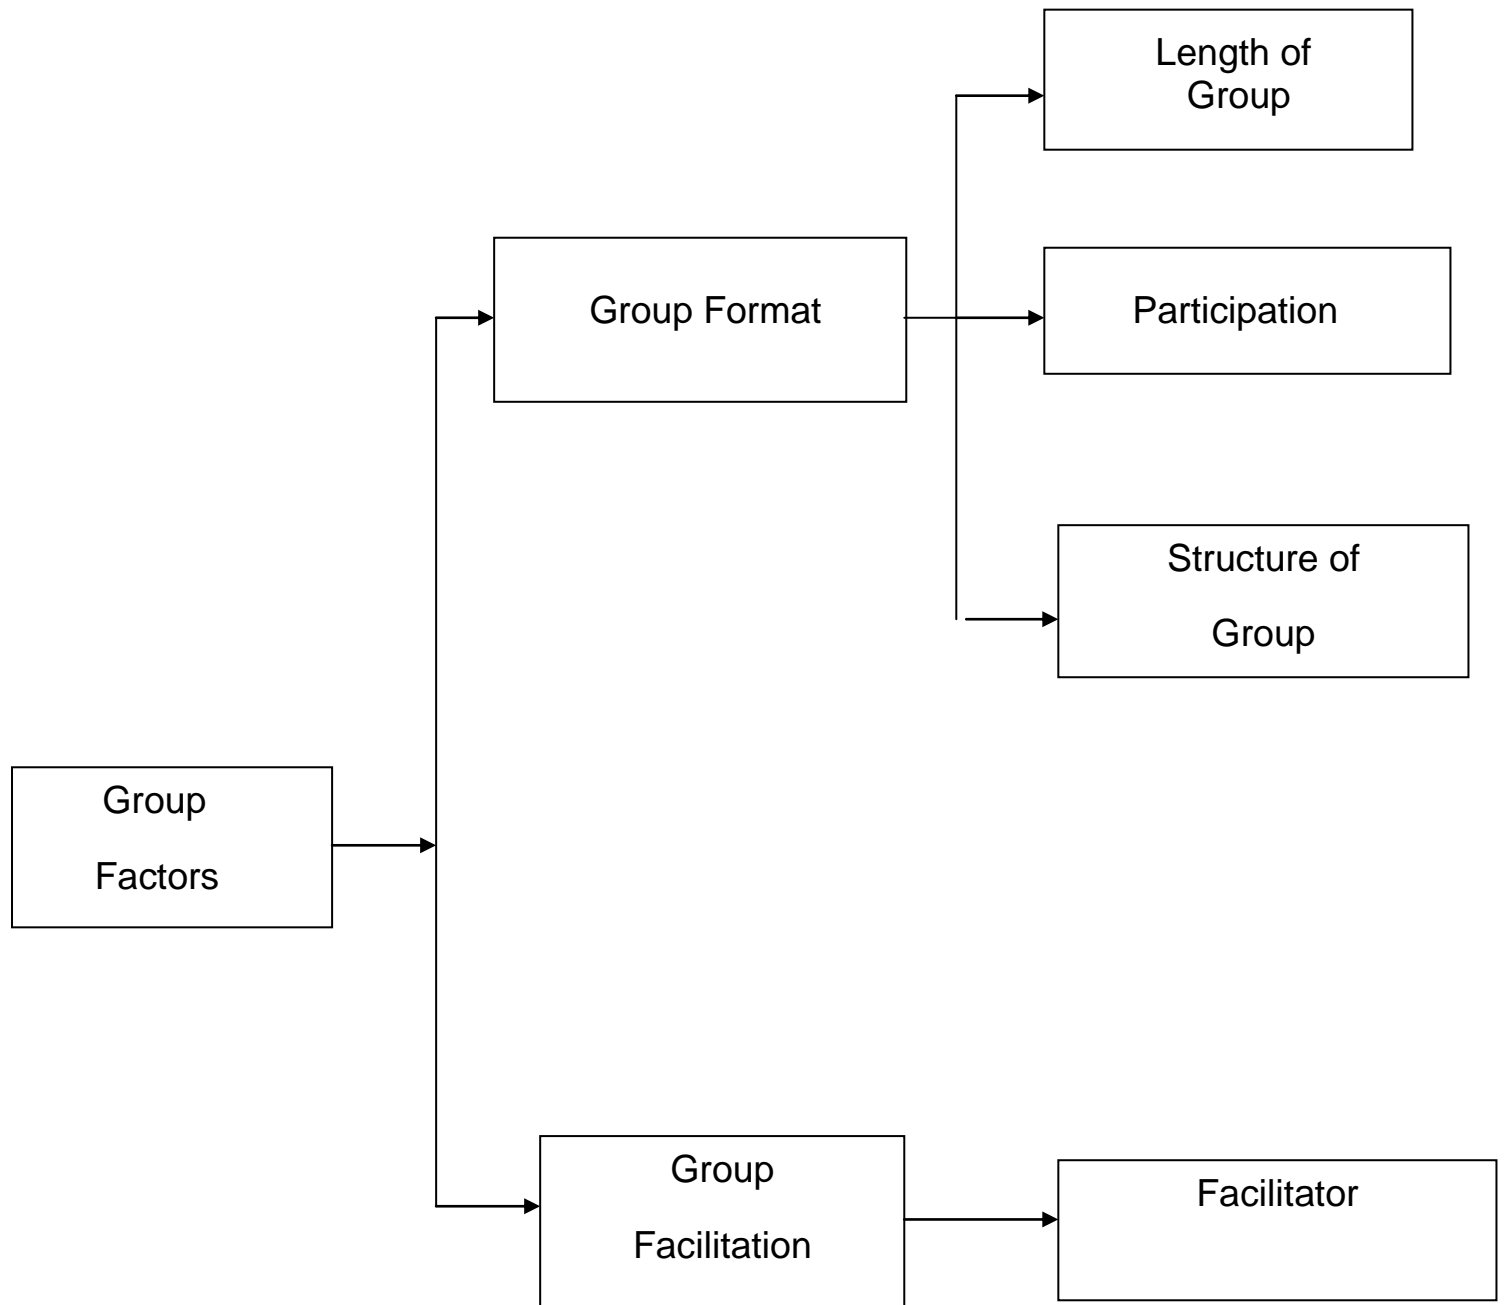 Length of
Group
Group Format
Participation
Structure of
Group
Group
Factors
Group
Facilitation
Facilitator